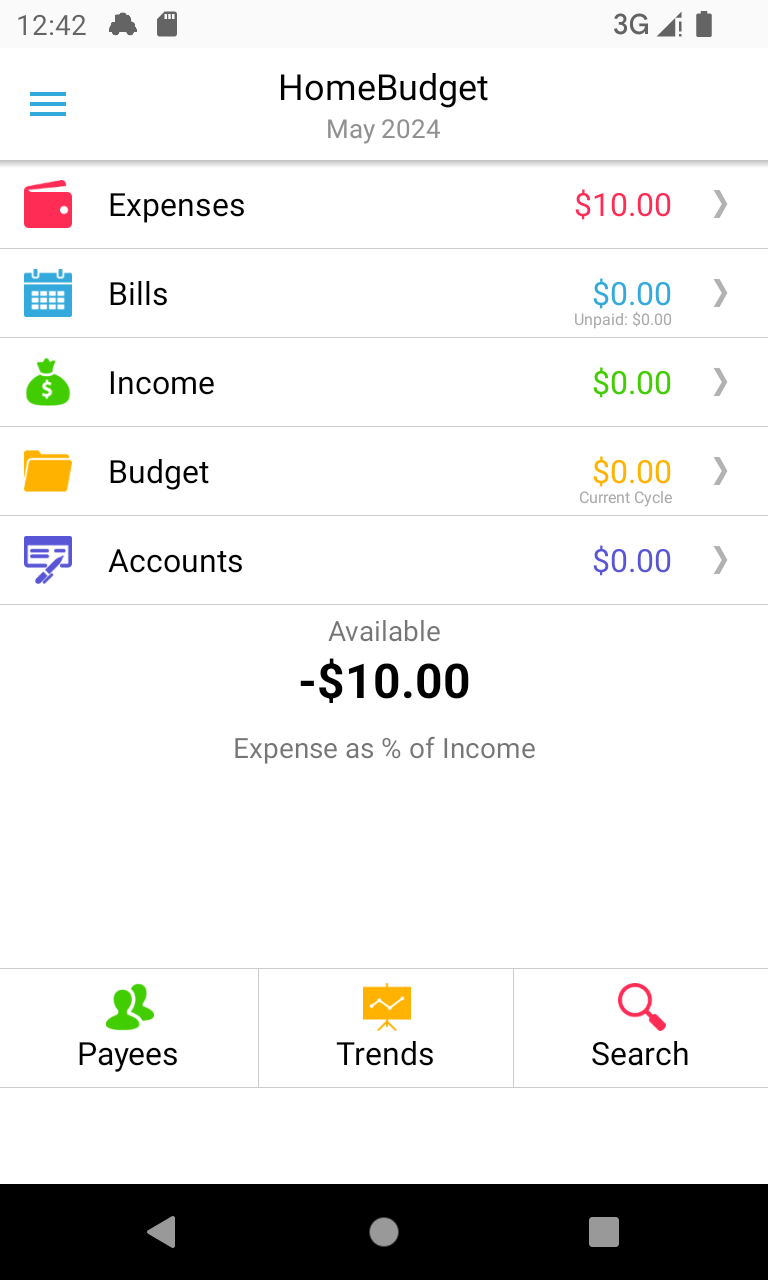 12:42 3G
HomeBudget
May 2024
Expenses $10.00
Bills $0.00
Unpaid: $0.00
Income $0.00
Budget $0.00
Current Cycle
Accounts $0.00
Available
-$10.00
Expense as % of Income
Payees Trends Search